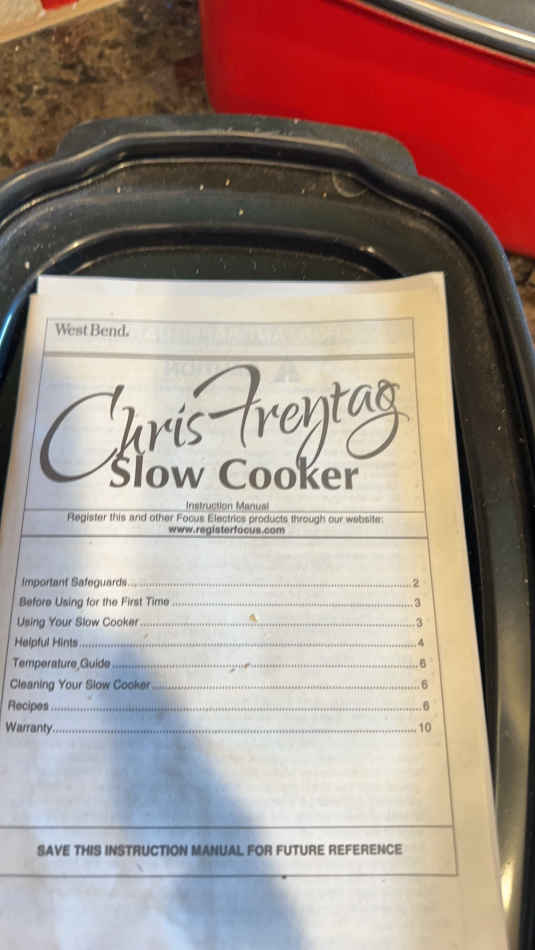 West Bend.
Chris Freytag
Slow Cooker
Instruction Manual
Register this and other Focus Electrics products through our website:
www.registerfocus.com
Important Safeguards.......................................................................................2
Before Using for the First Time...........................................................................3
Using Your Slow Cooker....................................................................................3
Helpful Hints..................................................................................................4
Temperature Guide...........................................................................................6
Cleaning Your Slow Cooker................................................................................6
Recipes........................................................................................................6
Warranty.......................................................................................................10
SAVE THIS INSTRUCTION MANUAL FOR FUTURE REFERENCE